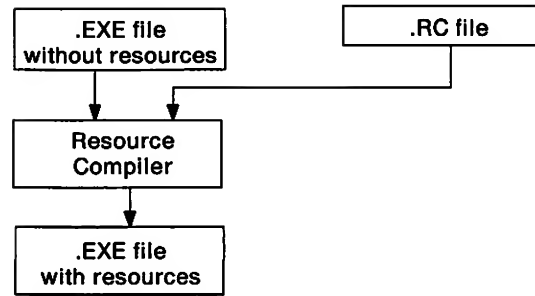 .EXE file
without resources
.RC file
Resource
Compiler
.EXE file
with resources